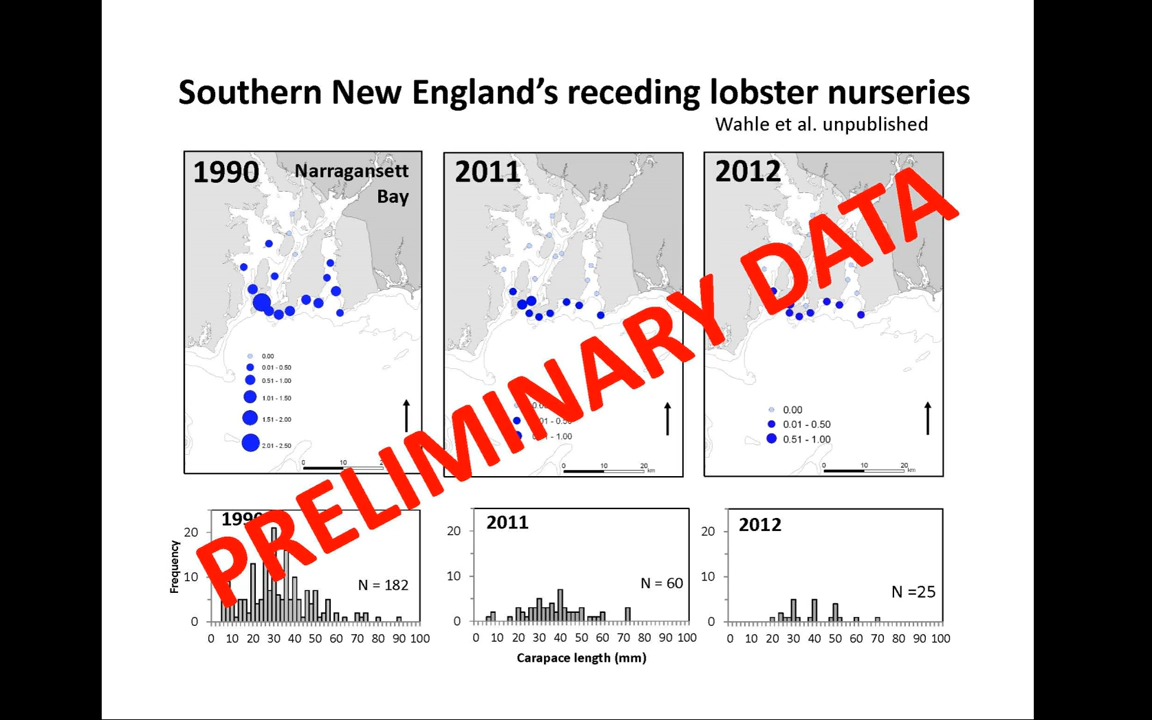 Southern New England's receding lobster nurseries
Wahle et al. unpublished
1990
Narragansett
Bay
0.00
0.01 - 0.50
0.51 - 1.00
1.01 - 1.50
1.51 - 2.00
2.01 - 2.50
0 10
2011
0 10 20 km
2012
0.00
0.01 - 0.50
0.51 - 1.00
0 10 20 km
PRELIMINARY DATA
Frequency
20
10
0
N = 182
0 10 20 30 40 50 60 70 80 90 100
2011
20
10
0
N = 60
0 10 20 30 40 50 60 70 80 90 100
2012
20
10
0
N =25
0 10 20 30 40 50 60 70 80 90 100
Carapace length (mm)